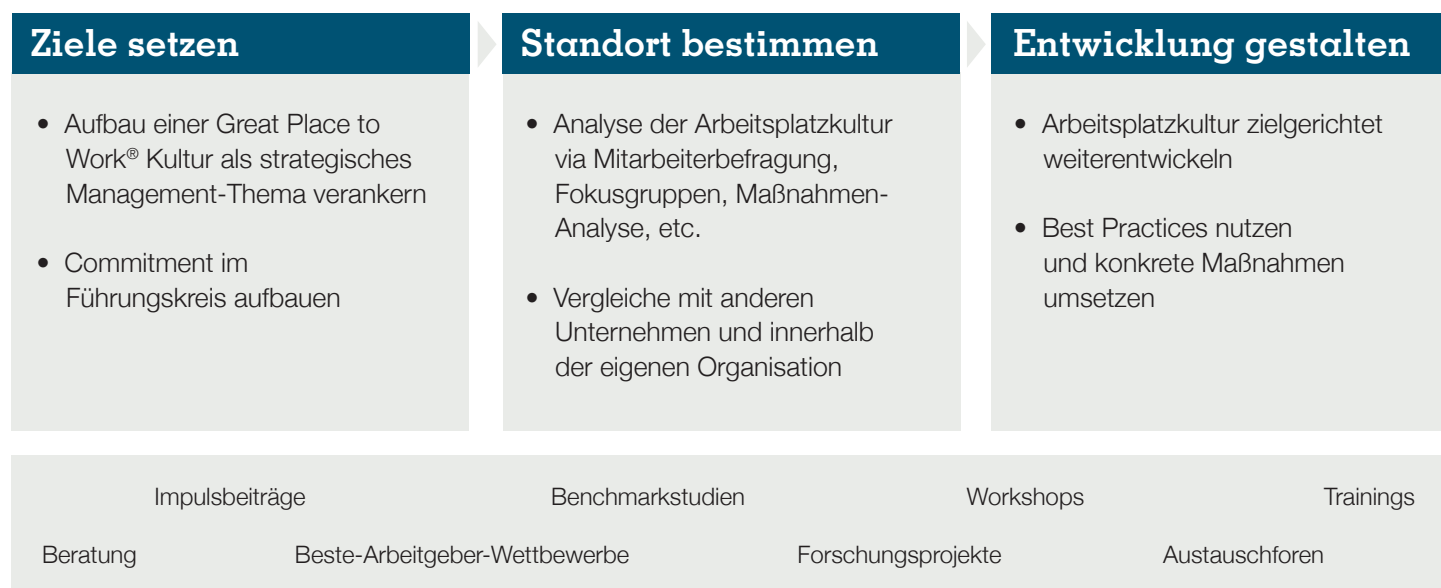 Ziele setzen
• Aufbau einer Great Place to
Work® Kultur als strategisches
Management-Thema verankern
• Commitment im
Führungskreis aufbauen
Standort bestimmen
• Analyse der Arbeitsplatzkultur
via Mitarbeiterbefragung,
Fokusgruppen, Maßnahmen-
Analyse, etc.
• Vergleiche mit anderen
Unternehmen und innerhalb
der eigenen Organisation
Entwicklung gestalten
• Arbeitsplatzkultur zielgerichtet
weiterentwickeln
• Best Practices nutzen
und konkrete Maßnahmen
umsetzen
Impulsbeiträge Benchmarkstudien Workshops Trainings
Beratung Beste-Arbeitgeber-Wettbewerbe Forschungsprojekte Austauschforen